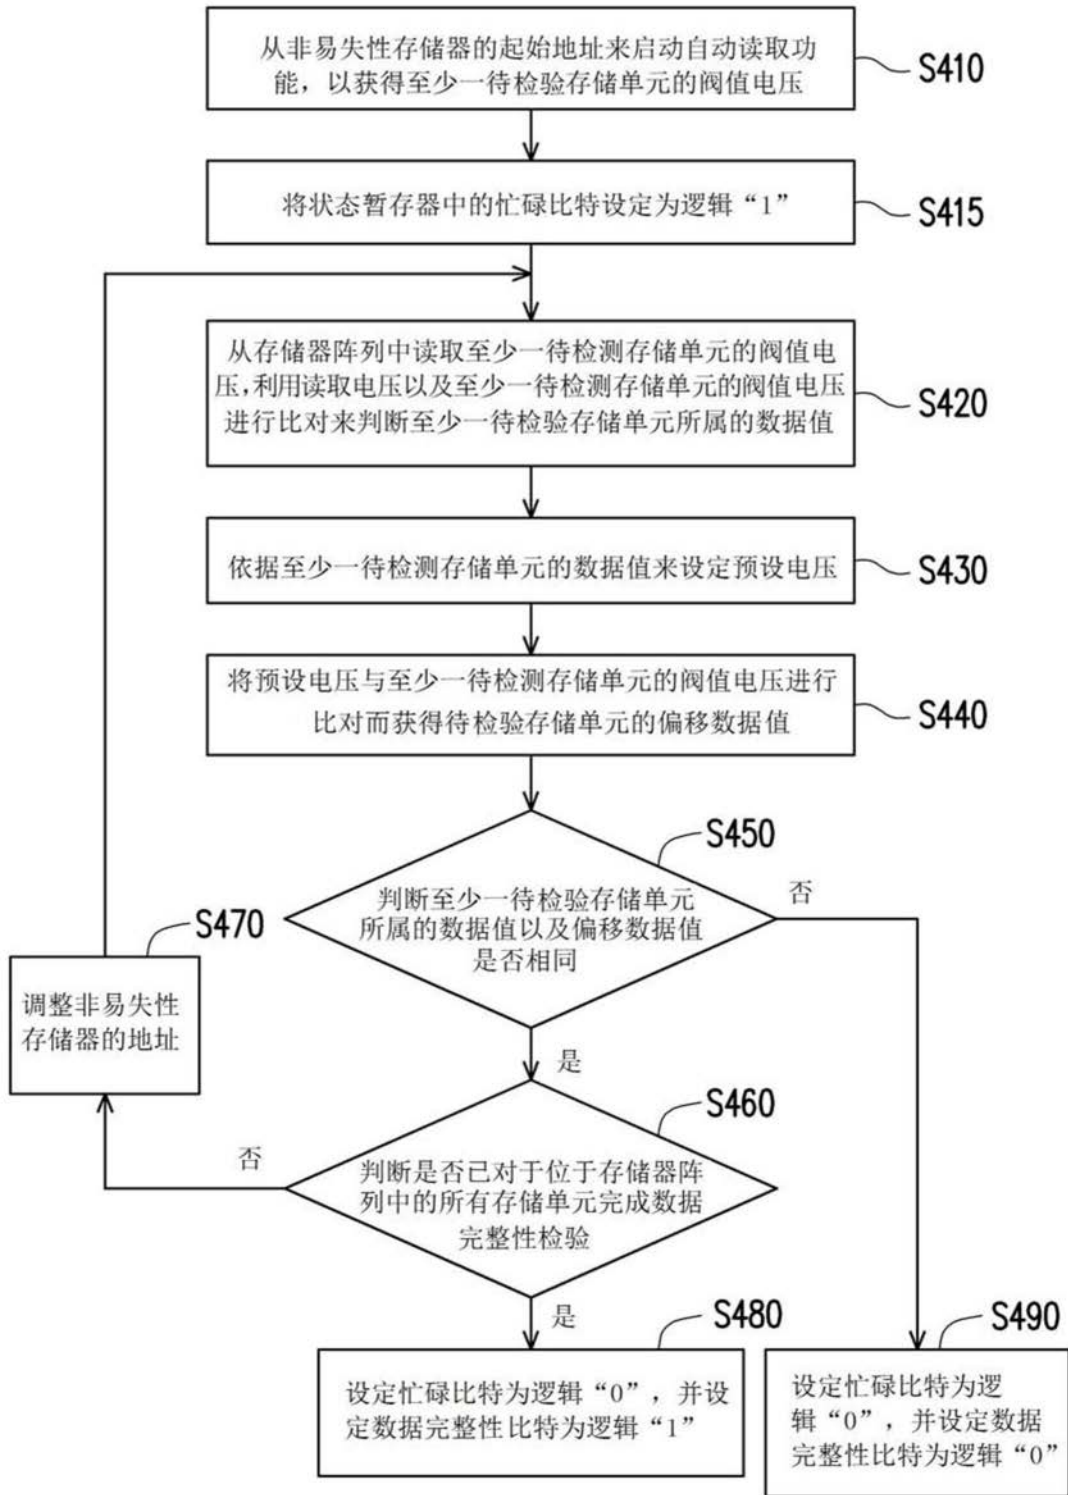 从非易失性存储器的起始地址来启动自动读取功
能，以获得至少一待检验存储单元的阀值电压
S410
将状态暂存器中的忙碌比特设定为逻辑“1”
S415
从存储器阵列中读取至少一待检测存储单元的阀值电
压,利用读取电压以及至少一待检测存储单元的阀值电压
进行比对来判断至少一待检验存储单元所属的数据值
S420
依据至少一待检测存储单元的数据值来设定预设电压
S430
将预设电压与至少一待检测存储单元的阀值电压进行
比对而获得待检验存储单元的偏移数据值
S440
S450
判断至少一待检验存储单元
所属的数据值以及偏移数据值
是否相同
否
S470
调整非易失性
存储器的地址
是
S460
否
判断是否已对于位于存储器阵
列中的所有存储单元完成数据
完整性检验
是
S480
设定忙碌比特为逻辑“0”，并设
定数据完整性比特为逻辑“1”
S490
设定忙碌比特为逻
辑“0”，并设定数据
完整性比特为逻辑“0”